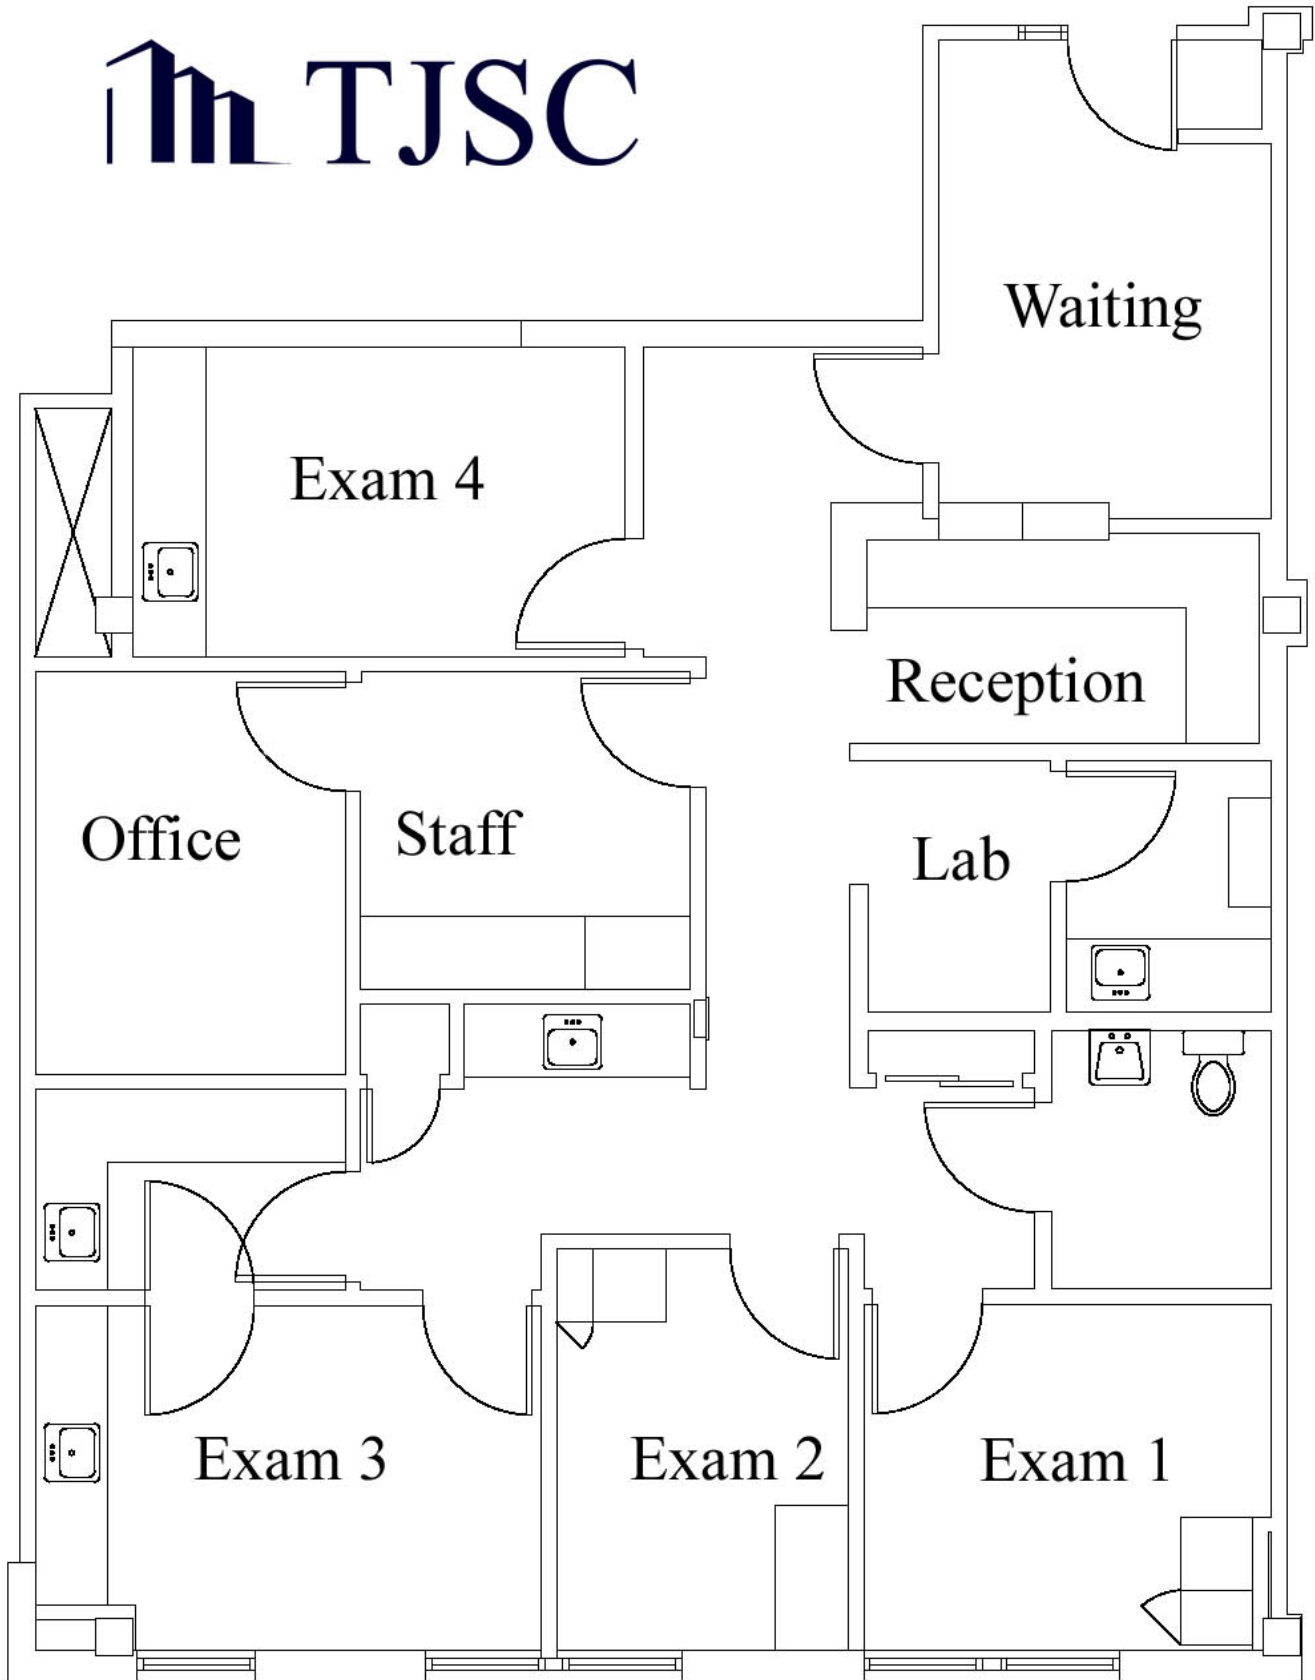 TJSC
Waiting
Exam 4
Reception
Office
Staff
Lab
Exam 3
Exam 2
Exam 1